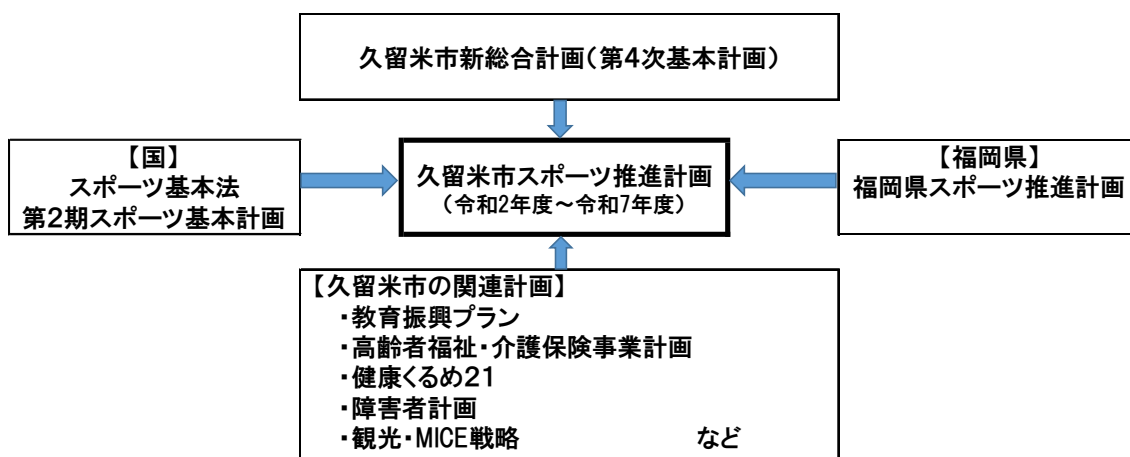 久留米市新総合計画（第4次基本計画）
【国】
スポーツ基本法
第2期スポーツ基本計画
久留米市スポーツ推進計画
（令和2年度～令和7年度）
【福岡県】
福岡県スポーツ推進計画
【久留米市の関連計画】
・教育振興プラン
・高齢者福祉・介護保険事業計画
・健康くるめ21
・障害者計画
・観光・MICE戦略　など